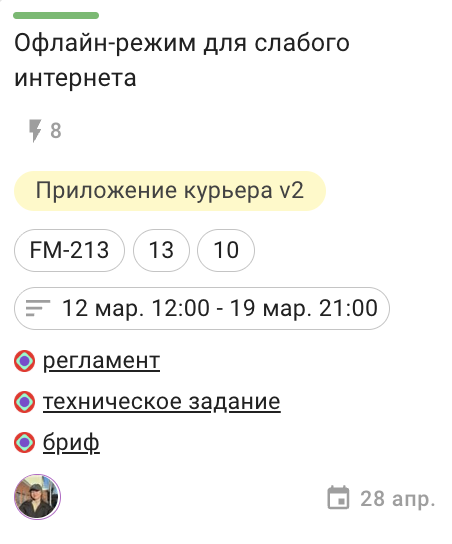 Офлайн-режим для слабого
интернета
8
Приложение курьера v2
FM-213 13 10
12 мар. 12:00 - 19 мар. 21:00
регламент
техническое задание
бриф
28 апр.